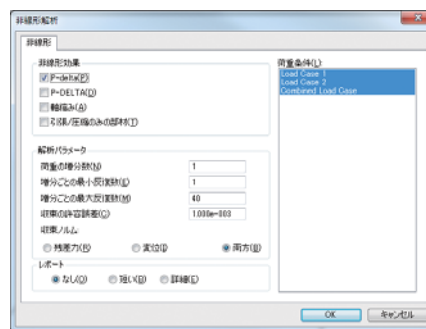 非線形解析
非線形
非線形効果
P-delta(P)
P-DELTA(D)
軸縮み(A)
引張/圧縮のみの部材(T)
荷重条件(L):
Load Case 1
Load Case 2
Combined Load Case
解析パラメータ
荷重の増分数(N) 1
増分ごとの最小反復数(I) 1
増分ごとの最大反復数(M) 40
収束の許容誤差(C) 1.000e-003
収束ノルム
残差力(R) 変位(I) 両方(B)
レポート
なし(O) 短い(B) 詳細(E)
OK キャンセル